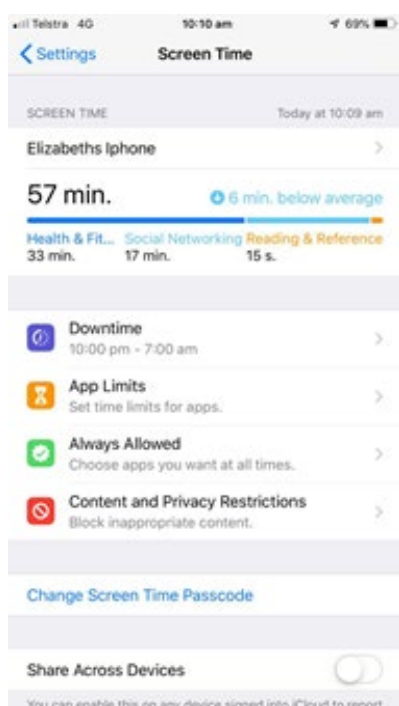 Telstra 4G 10:10 am 69%
Settings Screen Time
SCREEN TIME Today at 10:09 am
Elizabeths Iphone
57 min. 6 min. below average
Health & Fit... Social Networking Reading & Reference
33 min. 17 min. 15 s.
Downtime
10:00 pm - 7:00 am
App Limits
Set time limits for apps.
Always Allowed
Choose apps you want at all times.
Content and Privacy Restrictions
Block inappropriate content.
Change Screen Time Passcode
Share Across Devices
You can enable this on any device signed into iCloud to report